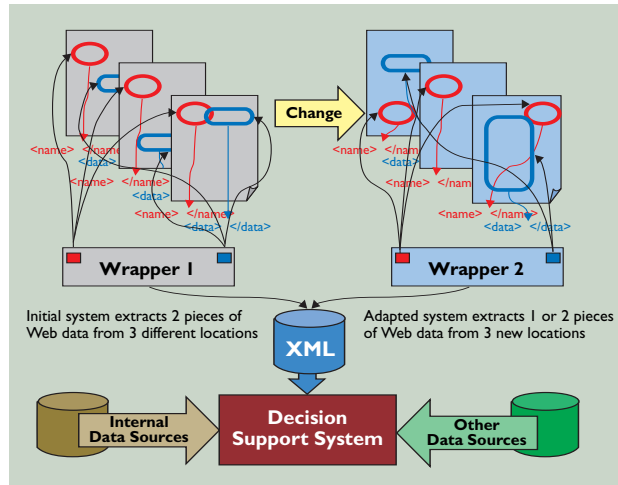 Change
<name> </name>
<data>
<name> </name>
<data>
<name> </name>
<data> </data>
<name> </nam
<data>
<name> </n
<name> </name>
<data> </data>
Wrapper 1
Wrapper 2
Initial system extracts 2 pieces of
Web data from 3 different locations
Adapted system extracts 1 or 2 pieces
of Web data from 3 new locations
XML
Internal
Data Sources
Decision
Support System
Other
Data Sources